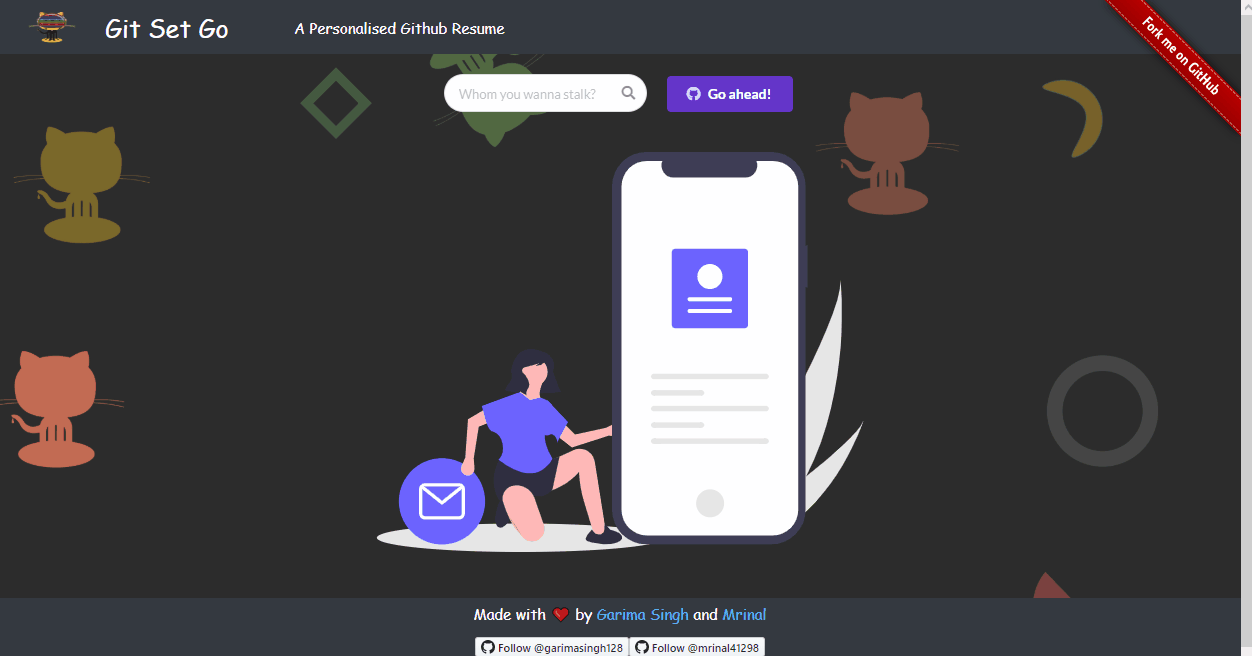 Git Set Go
A Personalised Github Resume
Fork me on GitHub
Whom you wanna stalk?
Go ahead!
Made with ❤ by Garima Singh and Mrinal
Follow @garimasingh128
Follow @mrinal41298